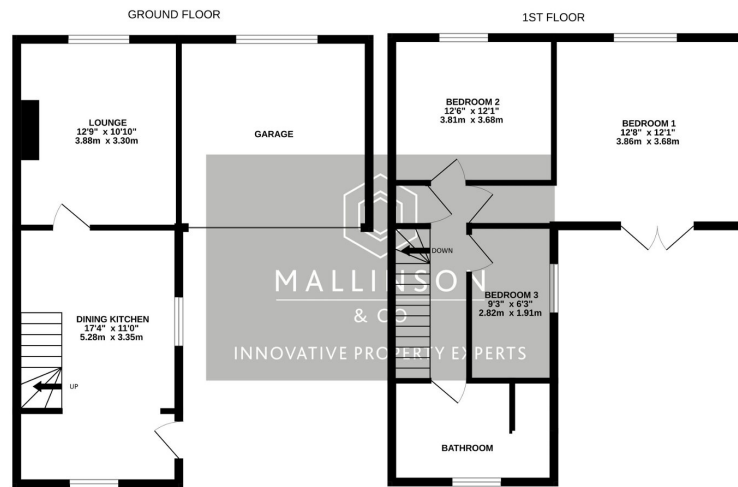 GROUND FLOOR
1ST FLOOR
LOUNGE
12'9" x 10'10"
3.88m x 3.30m
GARAGE
DINING KITCHEN
17'4" x 11'0"
5.28m x 3.35m
UP
BEDROOM 2
12'6" x 12'1"
3.81m x 3.68m
BEDROOM 1
12'8" x 12'1"
3.86m x 3.68m
DOWN
BEDROOM 3
9'3" x 6'3"
2.82m x 1.91m
BATHROOM
MALLINSON
& CO
INNOVATIVE PROPERTY EXPERTS